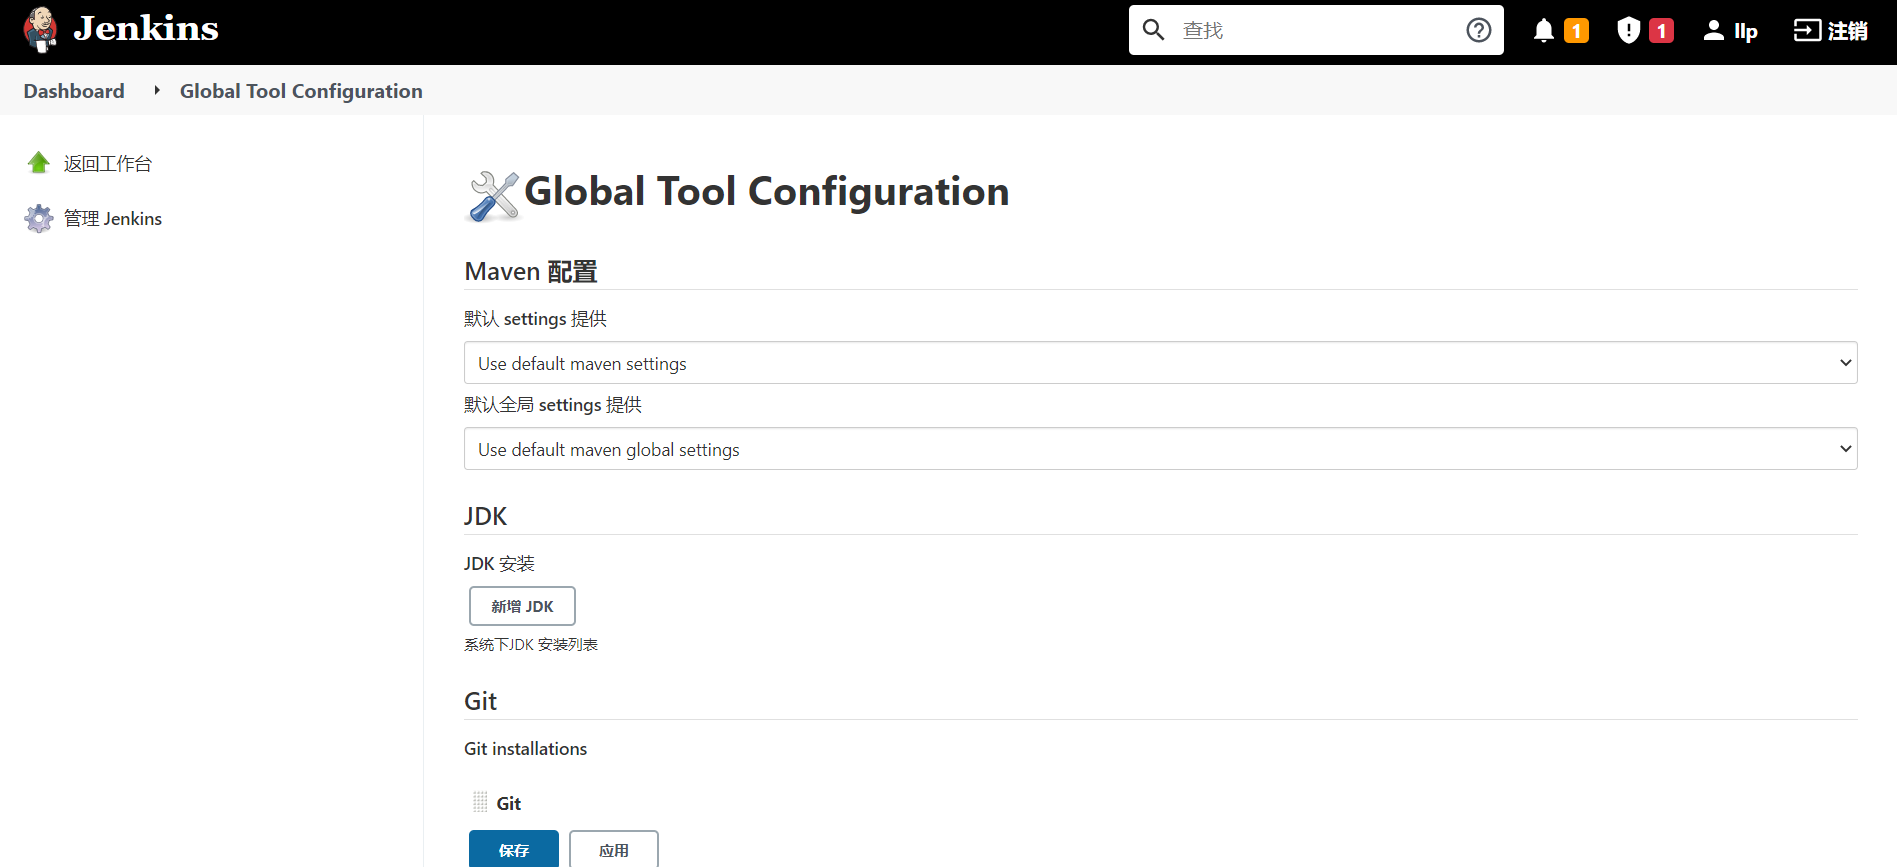 Jenkins
查找
1
1
llp
注销
Dashboard
Global Tool Configuration
返回工作台
管理 Jenkins
Global Tool Configuration
Maven 配置
默认 settings 提供
Use default maven settings
默认全局 settings 提供
Use default maven global settings
JDK
JDK 安装
新增 JDK
系统下JDK 安装列表
Git
Git installations
Git
保存
应用